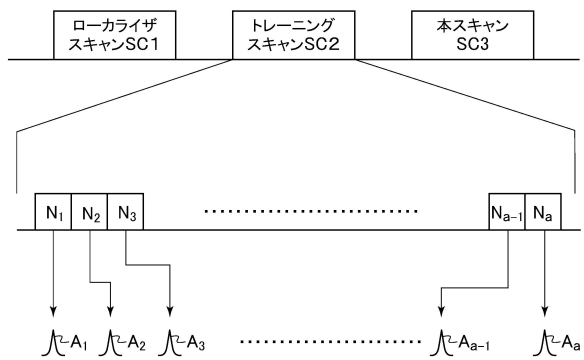 ローカライザ
スキャンSC1
トレーニング
スキャンSC2
本スキャン
SC3
N1 N2 N3 ‥‥‥‥‥‥‥‥ Na-1 Na
A1 A2 A3 ‥‥‥‥‥‥‥‥ Aa-1 Aa